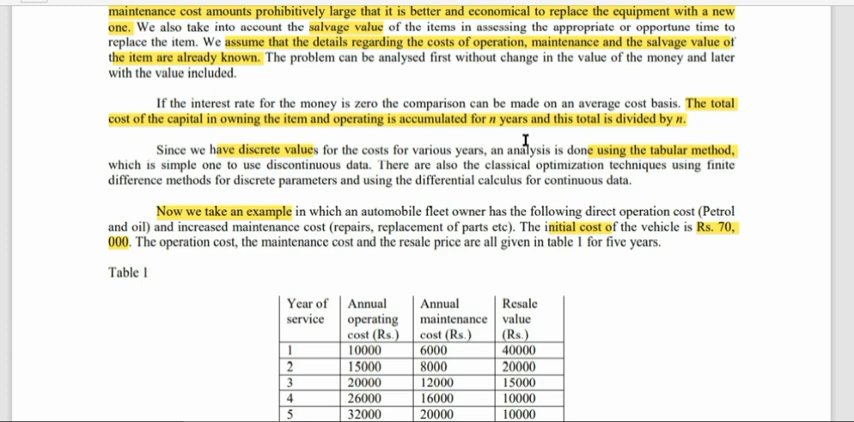 maintenance cost amounts prohibitively large that it is better and economical to replace the equipment with a new
one. We also take into account the salvage value of the items in assessing the appropriate or opportune time to
replace the item. We assume that the details regarding the costs of operation, maintenance and the salvage value of
the item are already known. The problem can be analysed first without change in the value of the money and later
with the value included.
If the interest rate for the money is zero the comparison can be made on an average cost basis. The total
cost of the capital in owning the item and operating is accumulated for n years and this total is divided by n.
Since we have discrete values for the costs for various years, an analysis is done using the tabular method,
which is simple one to use discontinuous data. There are also the classical optimization techniques using finite
difference methods for discrete parameters and using the differential calculus for continuous data.
Now we take an example in which an automobile fleet owner has the following direct operation cost (Petrol
and oil) and increased maintenance cost (repairs, replacement of parts etc). The initial cost of the vehicle is Rs. 70,
000. The operation cost, the maintenance cost and the resale price are all given in table 1 for five years.
Table 1
Year of Annual Annual Resale
service operating maintenance value
cost (Rs.) cost (Rs.) (Rs.)
1 10000 6000 40000
2 15000 8000 20000
3 20000 12000 15000
4 26000 16000 10000
5 32000 20000 10000